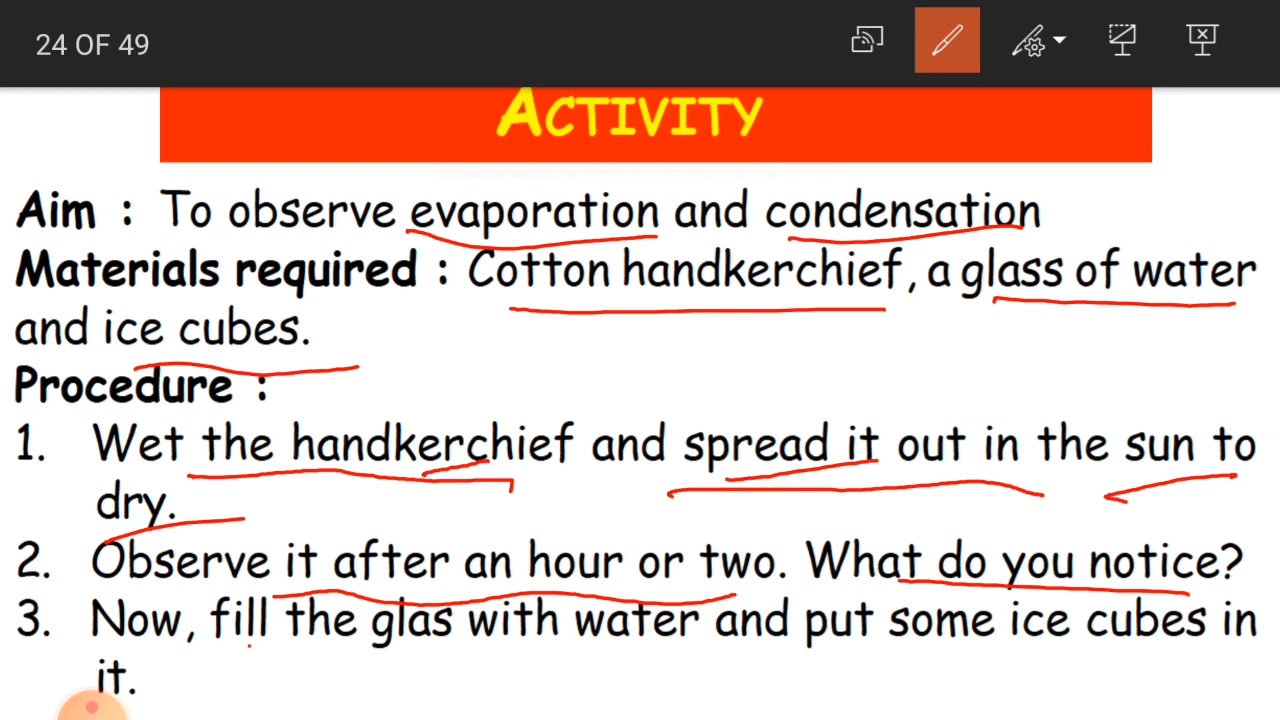 24 OF 49
ACTIVITY
Aim : To observe evaporation and condensation
Materials required : Cotton handkerchief, a glass of water
and ice cubes.
Procedure :
1. Wet the handkerchief and spread it out in the sun to
dry.
2. Observe it after an hour or two. What do you notice?
3. Now, fill the glas with water and put some ice cubes in
it.